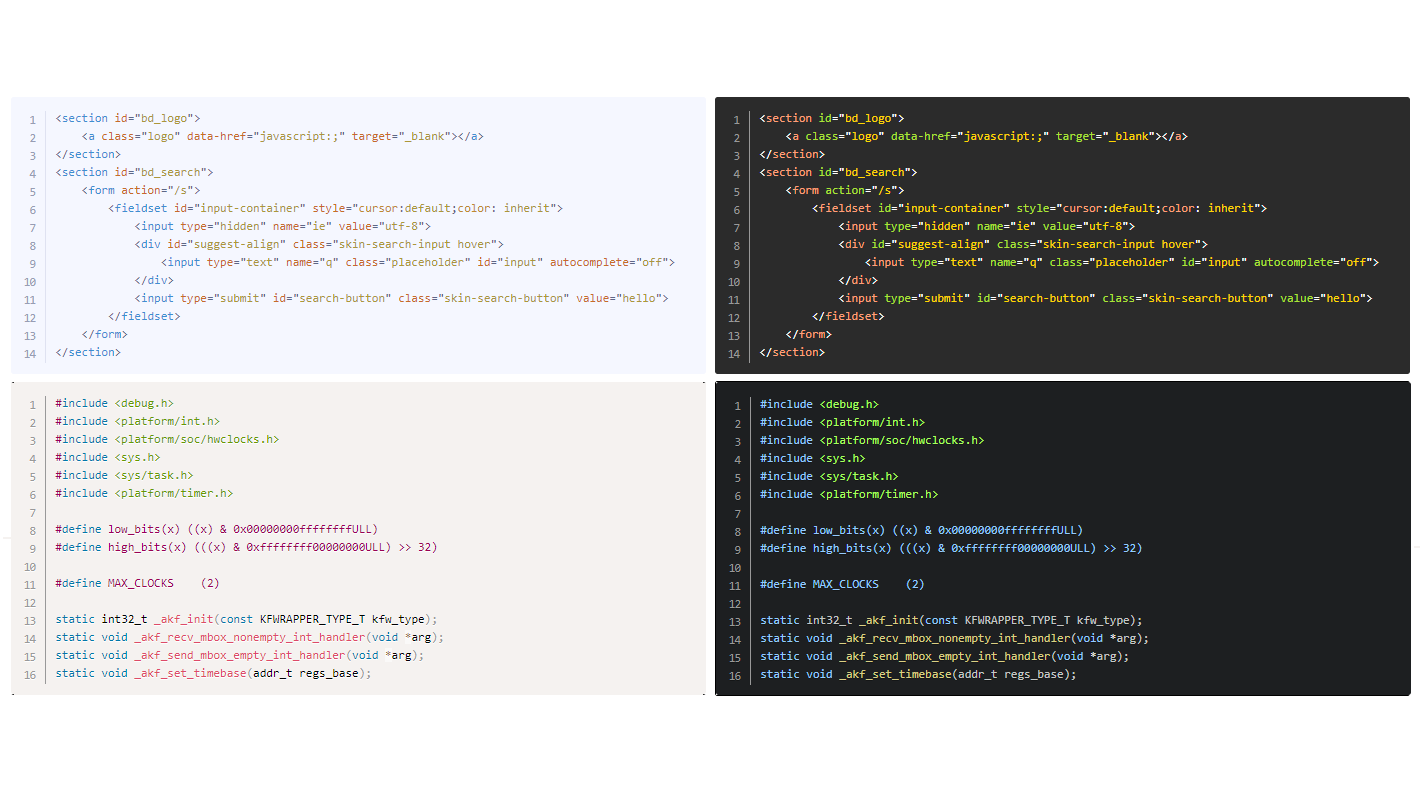 1 <section id="bd_logo">
2     <a class="logo" data-href="javascript:;" target="_blank"></a>
3 </section>
4 <section id="bd_search">
5     <form action="/s">
6         <fieldset id="input-container" style="cursor:default;color: inherit">
7             <input type="hidden" name="ie" value="utf-8">
8             <div id="suggest-align" class="skin-search-input hover">
9                 <input type="text" name="q" class="placeholder" id="input" autocomplete="off">
10             </div>
11             <input type="submit" id="search-button" class="skin-search-button" value="hello">
12         </fieldset>
13     </form>
14 </section>
1 <section id="bd_logo">
2     <a class="logo" data-href="javascript:;" target="_blank"></a>
3 </section>
4 <section id="bd_search">
5     <form action="/s">
6         <fieldset id="input-container" style="cursor:default;color: inherit">
7             <input type="hidden" name="ie" value="utf-8">
8             <div id="suggest-align" class="skin-search-input hover">
9                 <input type="text" name="q" class="placeholder" id="input" autocomplete="off">
10             </div>
11             <input type="submit" id="search-button" class="skin-search-button" value="hello">
12         </fieldset>
13     </form>
14 </section>
1 #include <debug.h>
2 #include <platform/int.h>
3 #include <platform/soc/hwclocks.h>
4 #include <sys.h>
5 #include <sys/task.h>
6 #include <platform/timer.h>
7
8 #define low_bits(x) ((x) & 0x00000000ffffffffULL)
9 #define high_bits(x) (((x) & 0xffffffff00000000ULL) >> 32)
10
11 #define MAX_CLOCKS    (2)
12
13 static int32_t _akf_init(const KFWRAPPER_TYPE_T kfw_type);
14 static void _akf_recv_mbox_nonempty_int_handler(void *arg);
15 static void _akf_send_mbox_empty_int_handler(void *arg);
16 static void _akf_set_timebase(addr_t regs_base);
1 #include <debug.h>
2 #include <platform/int.h>
3 #include <platform/soc/hwclocks.h>
4 #include <sys.h>
5 #include <sys/task.h>
6 #include <platform/timer.h>
7
8 #define low_bits(x) ((x) & 0x00000000ffffffffULL)
9 #define high_bits(x) (((x) & 0xffffffff00000000ULL) >> 32)
10
11 #define MAX_CLOCKS    (2)
12
13 static int32_t _akf_init(const KFWRAPPER_TYPE_T kfw_type);
14 static void _akf_recv_mbox_nonempty_int_handler(void *arg);
15 static void _akf_send_mbox_empty_int_handler(void *arg);
16 static void _akf_set_timebase(addr_t regs_base);